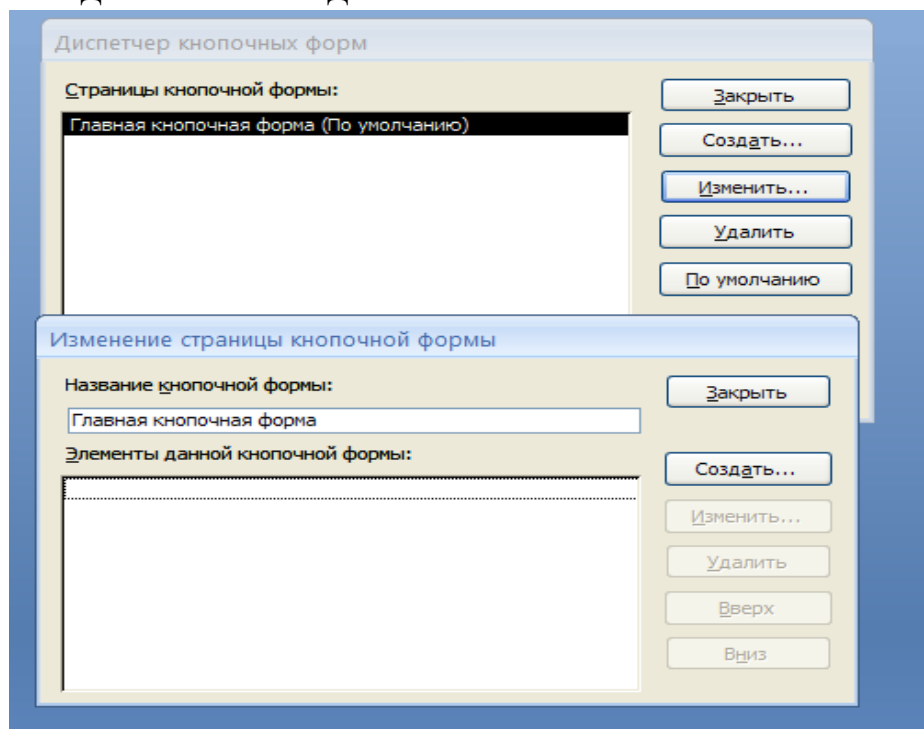 Диспетчер кнопочных форм
Страницы кнопочной формы:
Главная кнопочная форма (По умолчанию)
Закрыть
Создать...
Изменить...
Удалить
По умолчанию
Изменение страницы кнопочной формы
Название кнопочной формы:
Главная кнопочная форма
Закрыть
Элементы данной кнопочной формы:
Создать...
Изменить...
Удалить
Вверх
Вниз